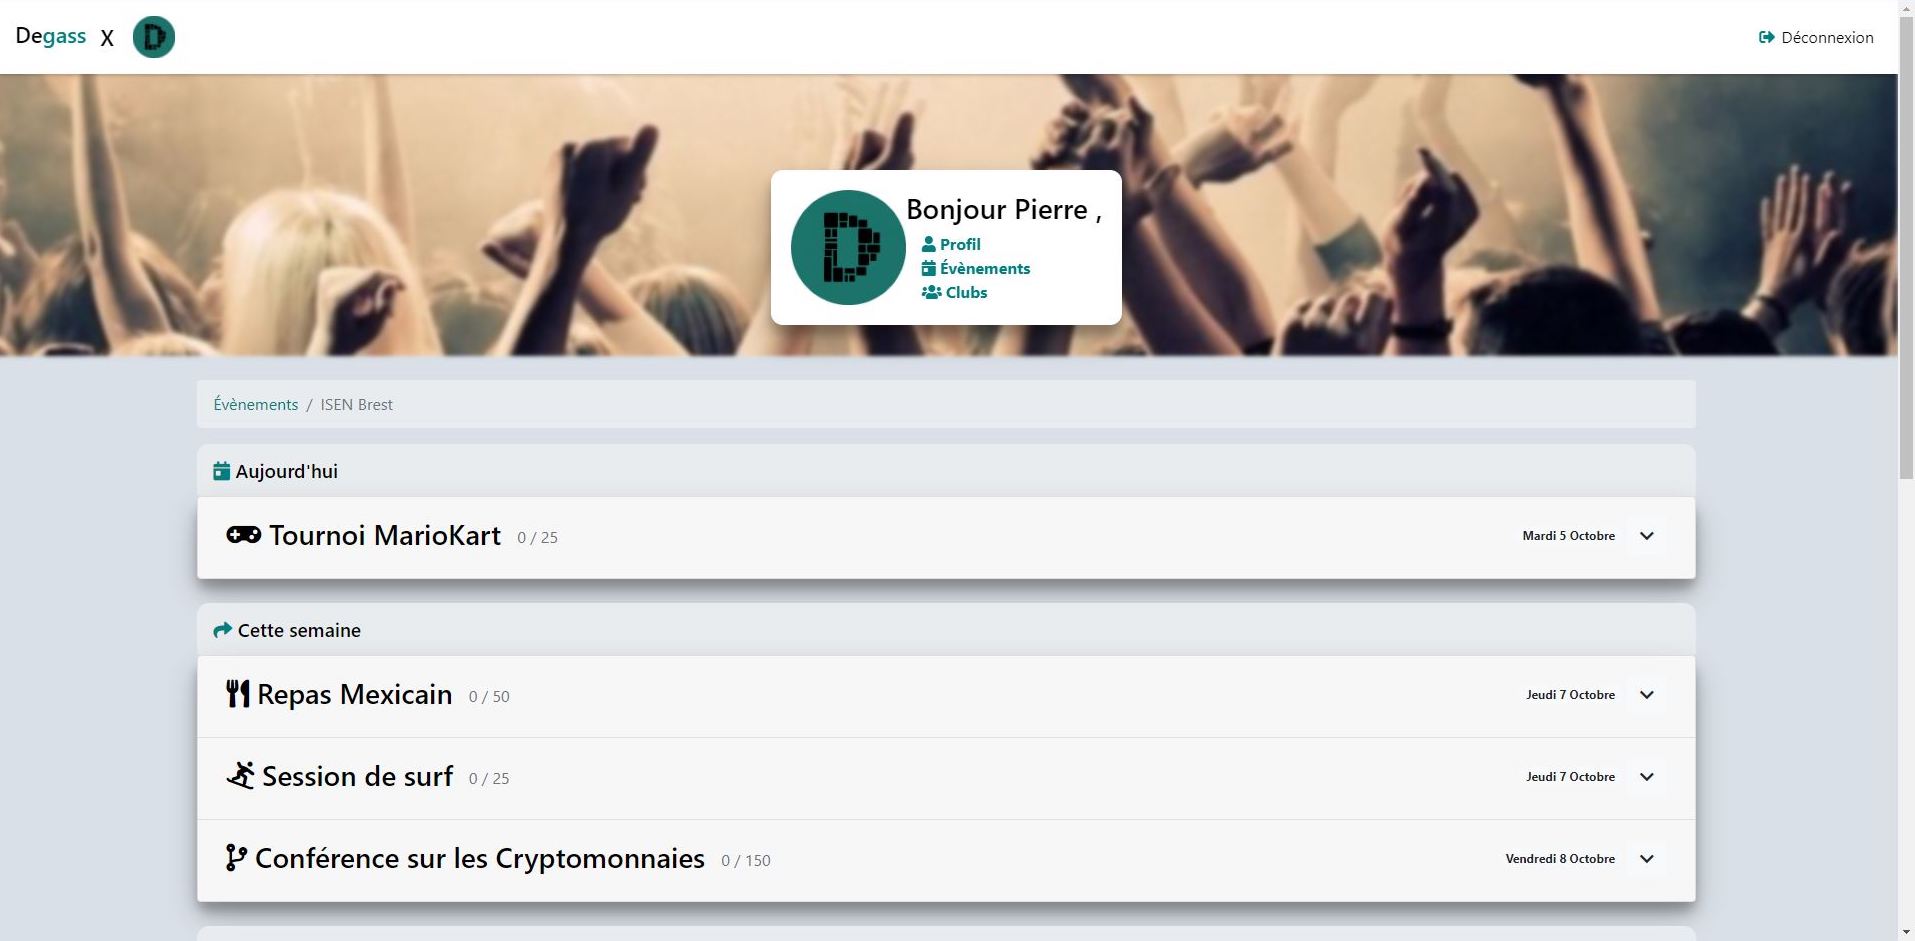 Degass X D
Déconnexion
D
Bonjour Pierre ,
Profil
Évènements
Clubs
Évènements / ISEN Brest
Aujourd'hui
Tournoi MarioKart 0 / 25 Mardi 5 Octobre
Cette semaine
Repas Mexicain 0 / 50 Jeudi 7 Octobre
Session de surf 0 / 25 Jeudi 7 Octobre
Conférence sur les Cryptomonnaies 0 / 150 Vendredi 8 Octobre